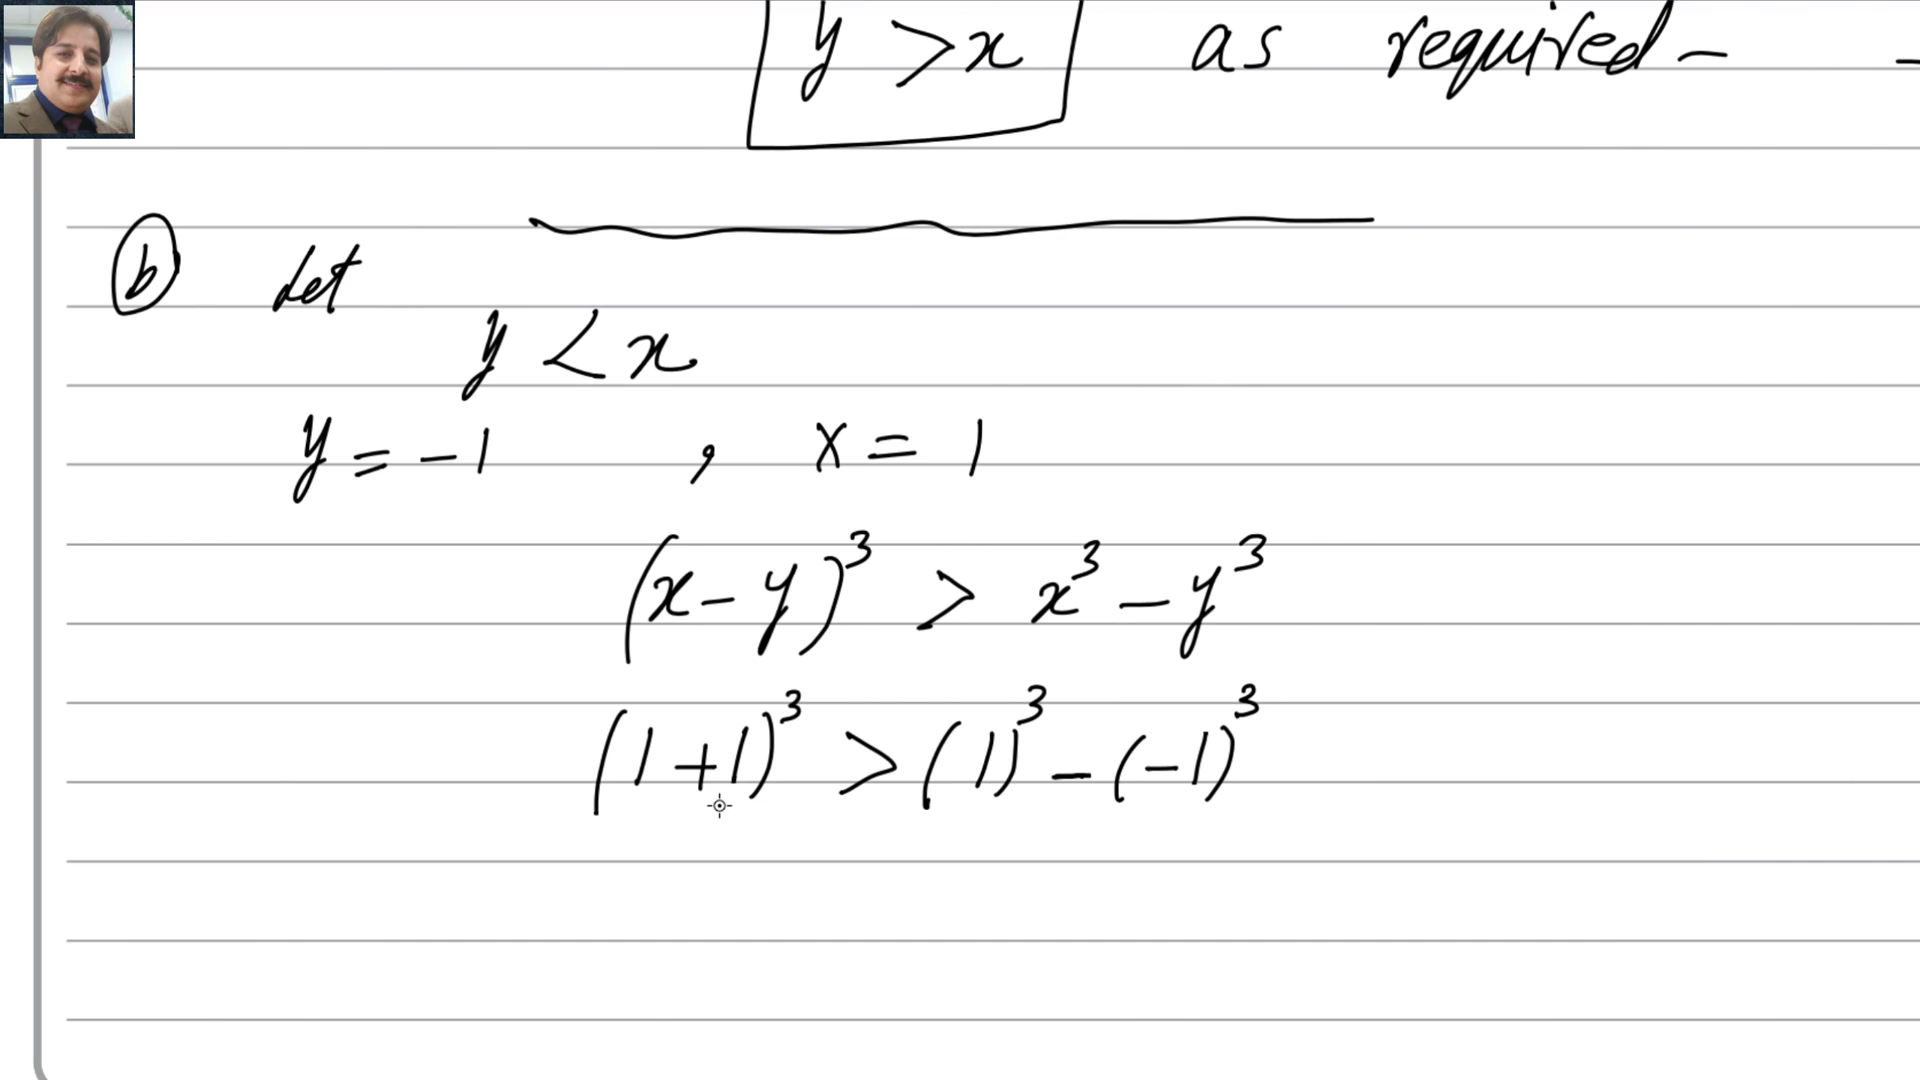 y > x as required -
(b) Let
y < x
y = -1 , x = 1
(x - y)³ > x³ - y³
(1 + 1)³ > (1)³ - (-1)³